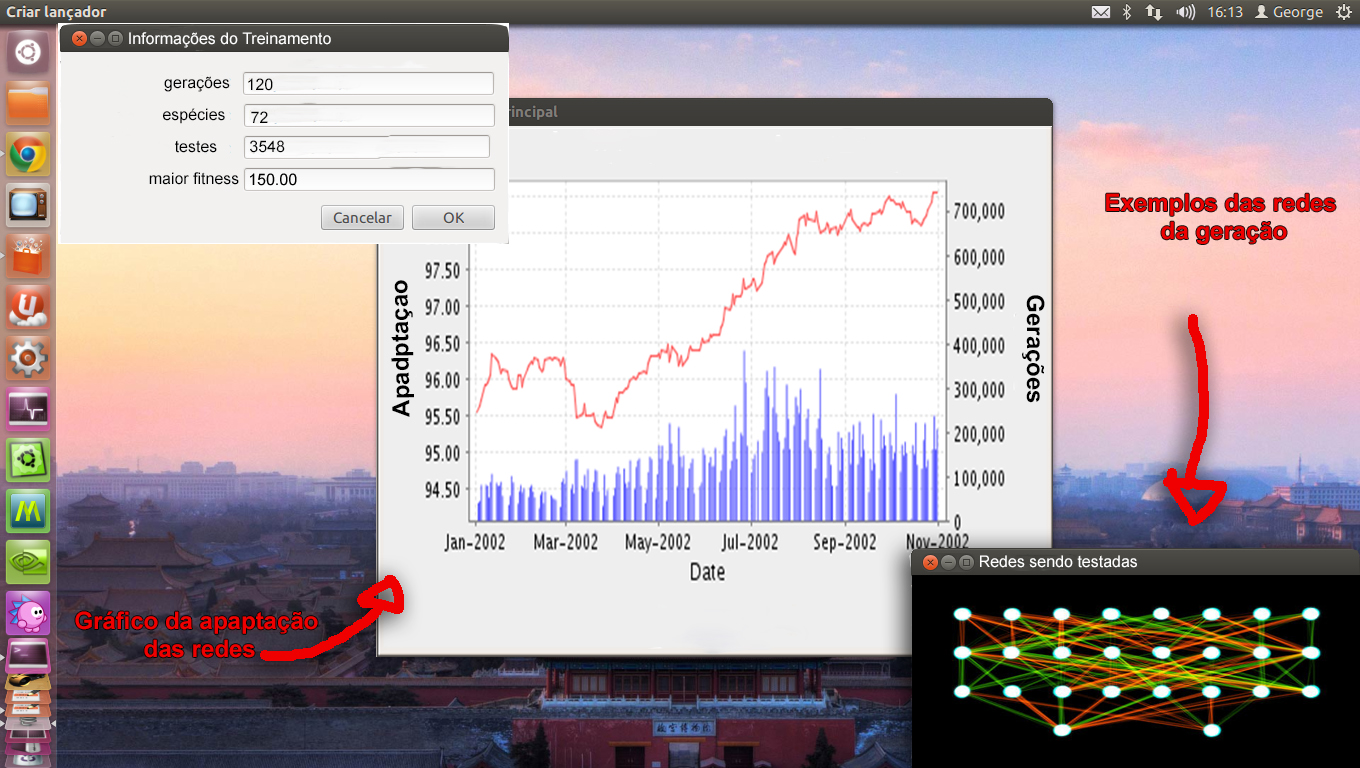 Criar lançador
16:13
George
Informações do Treinamento
gerações
120
espécies
72
testes
3548
maior fitness
150.00
Cancelar
OK
rincipal
Exemplos das redes
da geração
Apadptaçao
97.50
97.00
96.50
96.00
95.50
95.00
94.50
700,000
600,000
500,000
400,000
300,000
200,000
100,000
0
Gerações
Jan-2002
Mar-2002
May-2002
Jul-2002
Sep-2002
Nov-2002
Date
Gráfico da apaptação
das redes
Redes sendo testadas